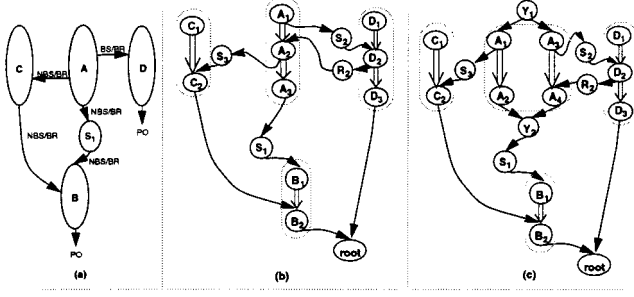 C
A
D
BS/BR
NBS/BR
NBS/BR
PO
S1
NBS/BR
NBS/BR
B
PO
(a)
C1
A1
D1
S2
S3
A2
D2
R2
C2
A3
D3
S1
B1
B2
root
(b)
Y1
C1
A1
A3
D1
S2
S3
D2
R2
C2
A2
A4
D3
Y2
S1
B1
B2
root
(c)